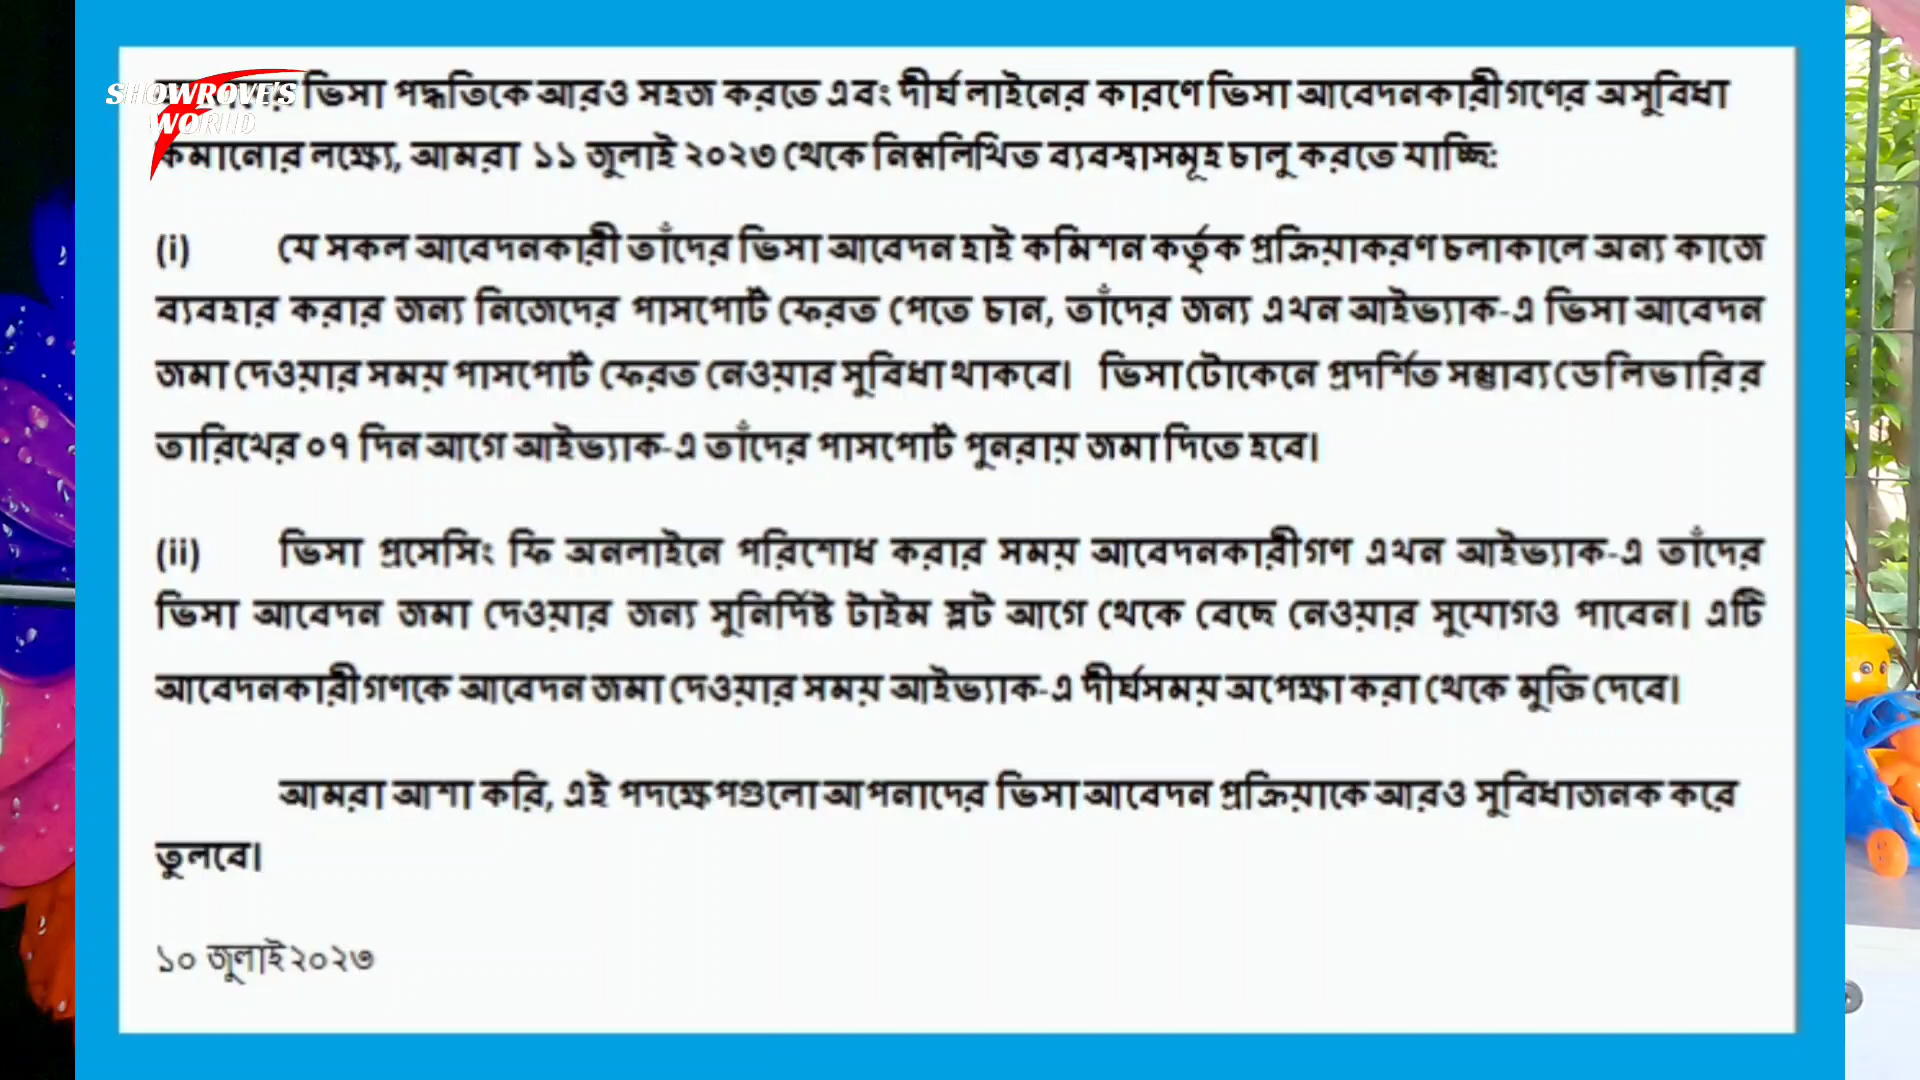 SHOWROVE'S
WORLD
ভিসা পদ্ধতিকে আরও সহজ করতে এবং দীর্ঘ লাইনের কারণে ভিসা আবেদনকারীগণের অসুবিধা
কমানোর লক্ষ্যে, আমরা ১১ জুলাই ২০২৩ থেকে নিম্নলিখিত ব্যবস্থাসমূহ চালু করতে যাচ্ছি:
(i) যে সকল আবেদনকারী তাঁদের ভিসা আবেদন হাই কমিশন কর্তৃক প্রক্রিয়াকরণ চলাকালে অন্য কাজে
ব্যবহার করার জন্য নিজেদের পাসপোর্ট ফেরত পেতে চান, তাঁদের জন্য এখন আইভ্যাক-এ ভিসা আবেদন
জমা দেওয়ার সময় পাসপোর্ট ফেরত নেওয়ার সুবিধা থাকবে। ভিসা টোকেনে প্রদর্শিত সম্ভাব্য ডেলিভারির
তারিখের ০৭ দিন আগে আইভ্যাক-এ তাঁদের পাসপোর্ট পুনরায় জমা দিতে হবে।
(ii) ভিসা প্রসেসিং ফি অনলাইনে পরিশোধ করার সময় আবেদনকারীগণ এখন আইভ্যাক-এ তাঁদের
ভিসা আবেদন জমা দেওয়ার জন্য সুনির্দিষ্ট টাইম স্লট আগে থেকে বেছে নেওয়ার সুযোগও পাবেন। এটি
আবেদনকারীগণকে আবেদন জমা দেওয়ার সময় আইভ্যাক-এ দীর্ঘসময় অপেক্ষা করা থেকে মুক্তি দেবে।
আমরা আশা করি, এই পদক্ষেপগুলো আপনাদের ভিসা আবেদন প্রক্রিয়াকে আরও সুবিধাজনক করে
তুলবে।
১০ জুলাই ২০২৩